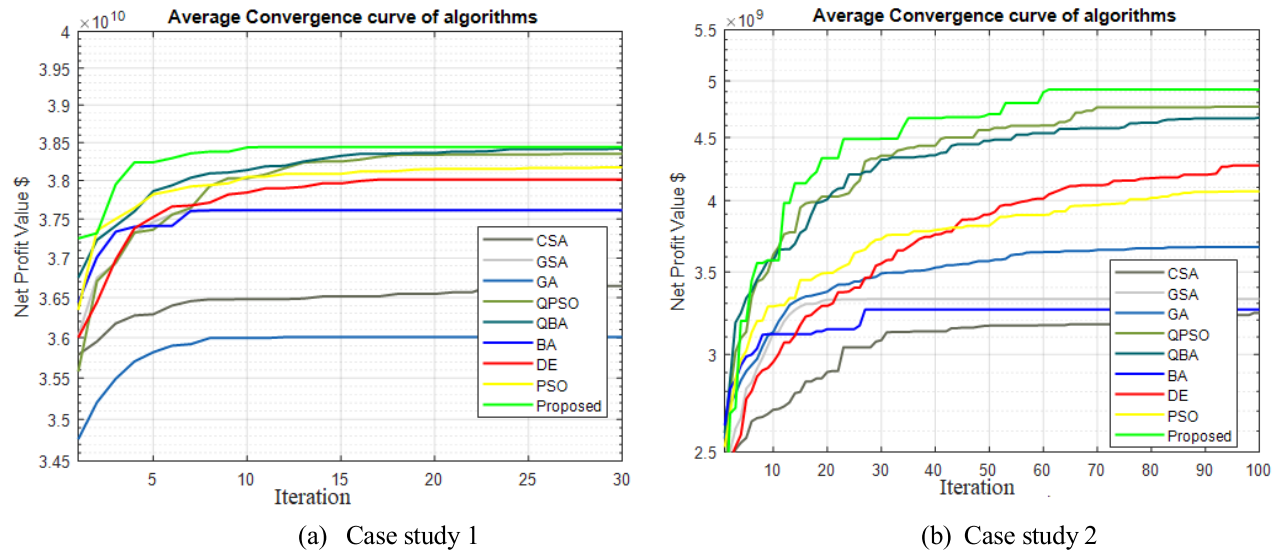 Average Convergence curve of algorithms
×10^10
4
3.95
3.9
3.85
3.8
3.75
3.7
3.65
3.6
3.55
3.5
3.45
Net Profit Value $
5
10
15
20
25
30
Iteration
CSA
GSA
GA
QPSO
QBA
BA
DE
PSO
Proposed
(a) Case study 1
Average Convergence curve of algorithms
×10^9
5.5
5
4.5
4
3.5
3
2.5
Net Profit Value $
10
20
30
40
50
60
70
80
90
100
Iteration
CSA
GSA
GA
QPSO
QBA
BA
DE
PSO
Proposed
(b) Case study 2